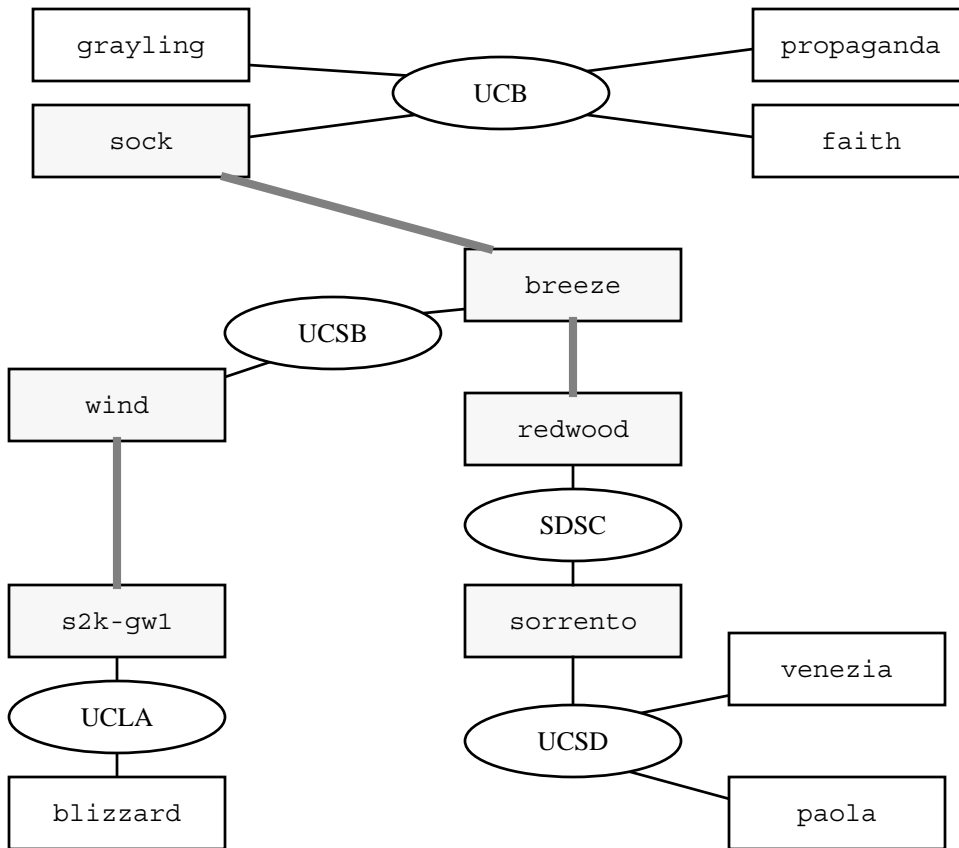 grayling
propaganda
UCB
sock
faith
breeze
UCSB
wind
redwood
SDSC
s2k-gw1
sorrento
venezia
UCLA
UCSD
blizzard
paola